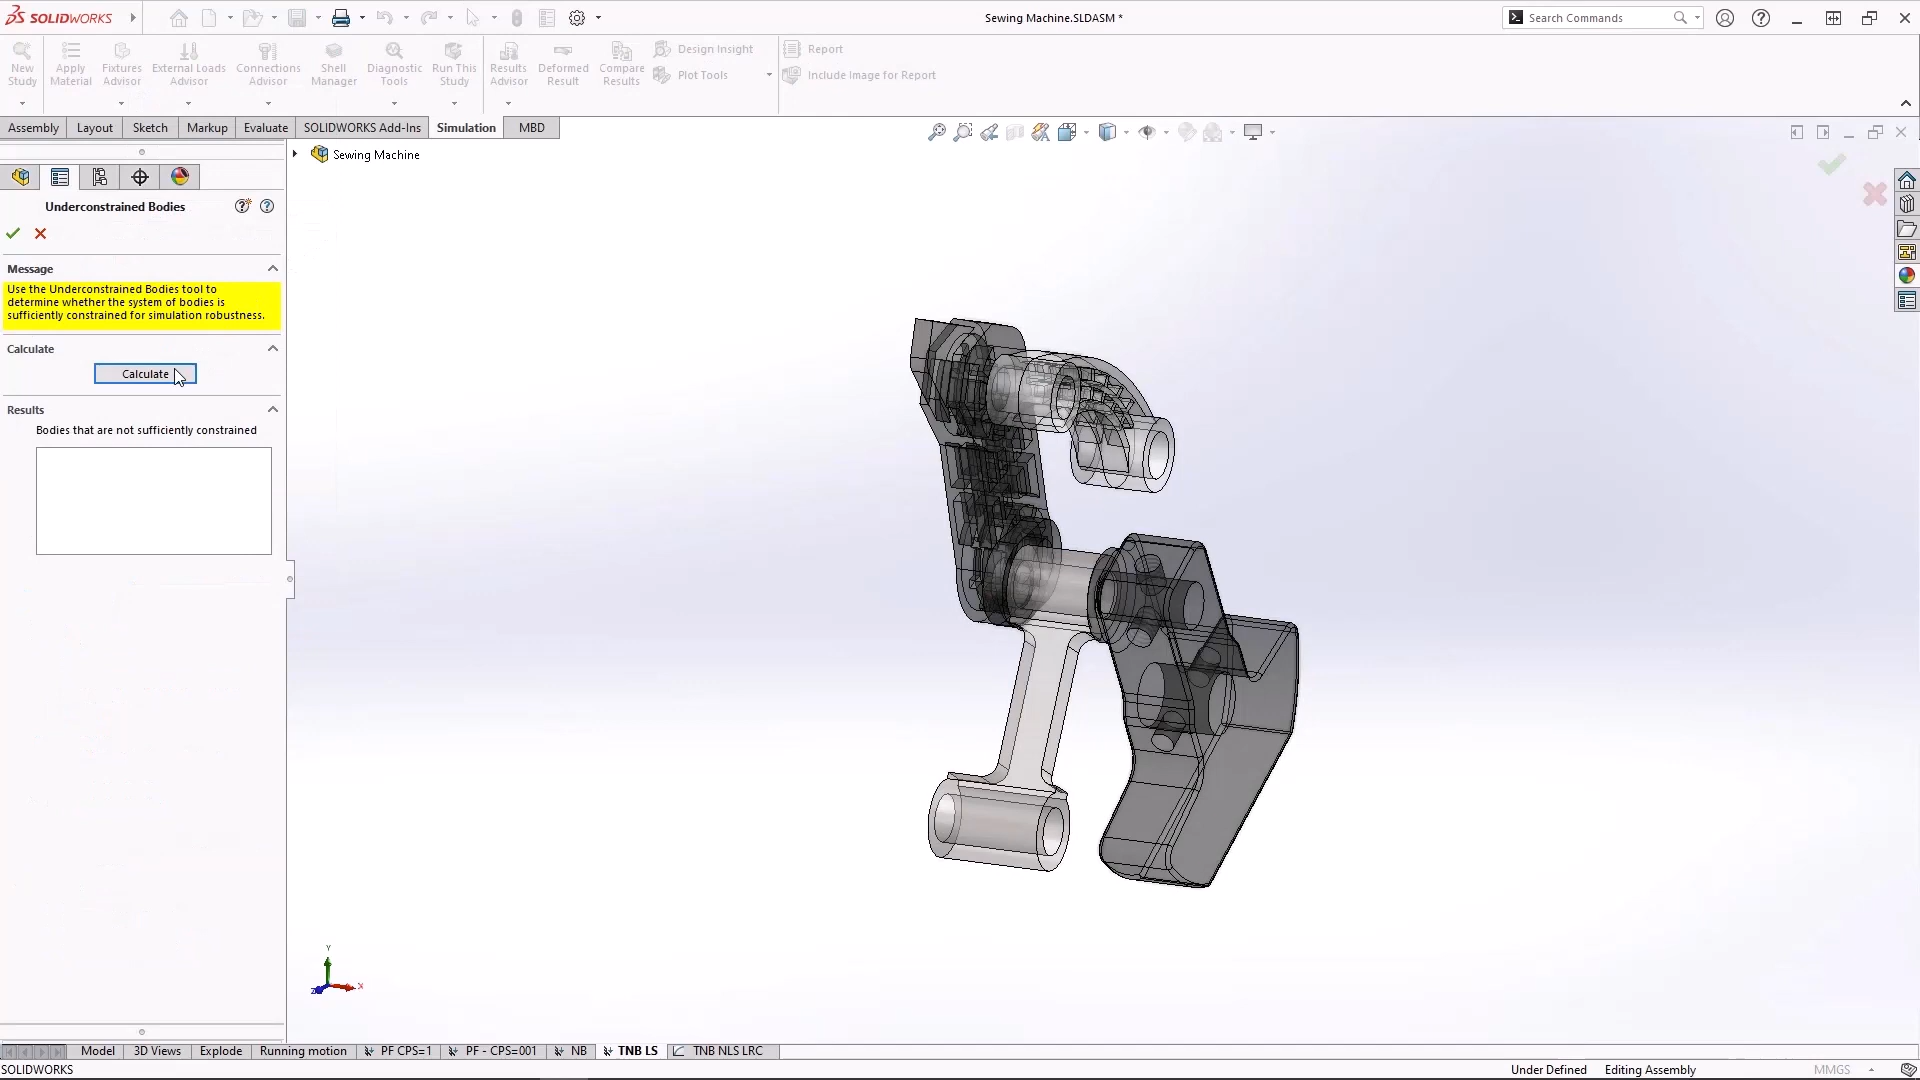 SOLIDWORKS
Sewing Machine.SLDASM *
Search Commands
New Study
Apply Material
Fixtures Advisor
External Loads Advisor
Connections Advisor
Shell Manager
Diagnostic Tools
Run This Study
Results Advisor
Deformed Result
Compare Results
Design Insight
Plot Tools
Report
Include Image for Report
Assembly
Layout
Sketch
Markup
Evaluate
SOLIDWORKS Add-Ins
Simulation
MBD
Sewing Machine
Underconstrained Bodies
Message
Use the Underconstrained Bodies tool to
determine whether the system of bodies is
sufficiently constrained for simulation robustness.
Calculate
Calculate
Results
Bodies that are not sufficiently constrained
Y
X
Z
Model
3D Views
Explode
Running motion
PF CPS=1
PF - CPS=001
NB
TNB LS
TNB NLS LRC
SOLIDWORKS
Under Defined
Editing Assembly
MMGS